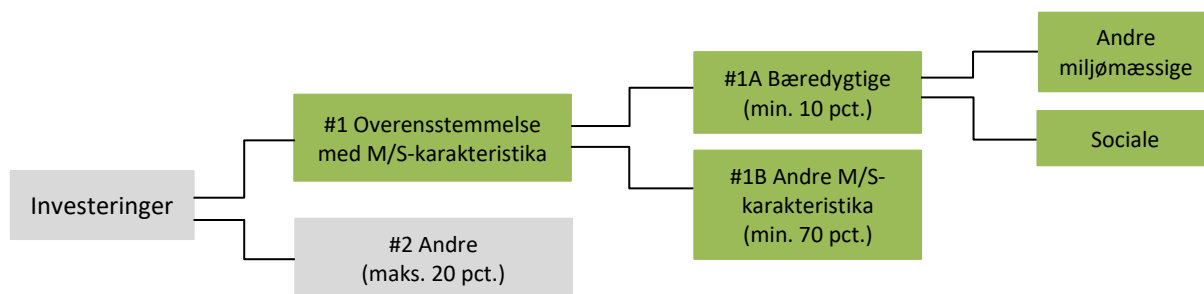 Investeringer
#1 Overensstemmelse
med M/S-karakteristika
#2 Andre
(maks. 20 pct.)
#1A Bæredygtige
(min. 10 pct.)
#1B Andre M/S-
karakteristika
(min. 70 pct.)
Andre
miljømæssige
Sociale